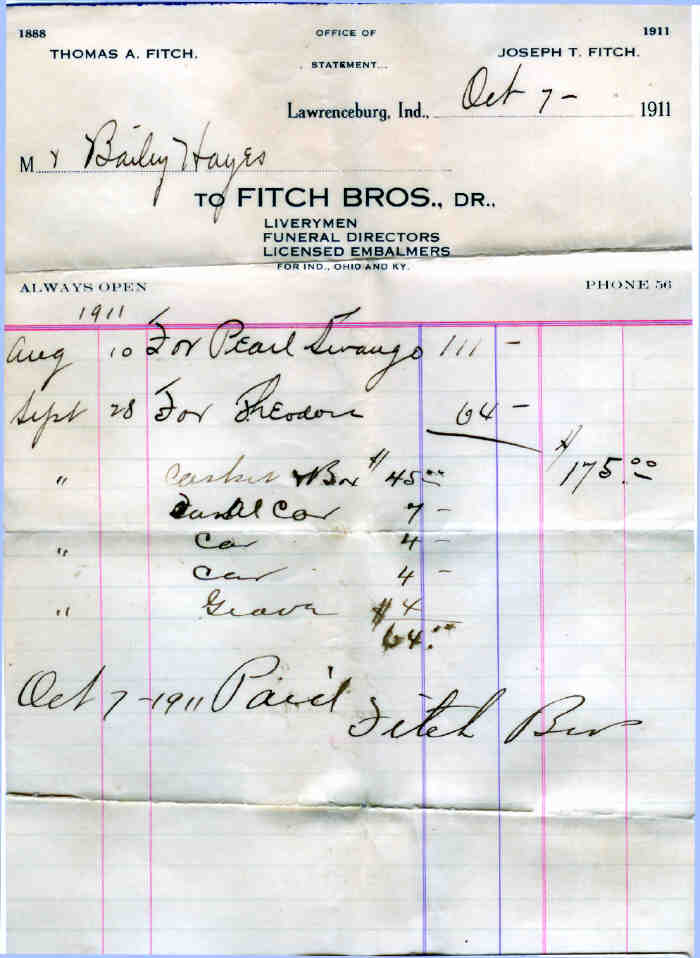 1888 OFFICE OF 1911
THOMAS A. FITCH. JOSEPH T. FITCH.
STATEMENT...
Lawrenceburg, Ind., Oct 7- 1911
M r Bailey Hayes
TO FITCH BROS., DR.,
LIVERYMEN
FUNERAL DIRECTORS
LICENSED EMBALMERS
FOR IND., OHIO AND KY.
ALWAYS OPEN PHONE 56
1911
Aug 10 For Pearl Swango 111 -
Sept 28 For Theodore 64 -
$175.00
" Casket & Box $45.00
Car 7 -
" Car 4 -
Car 4 -
" Grave $4
64.00
Oct 7-1911 Paid Fitch Bros